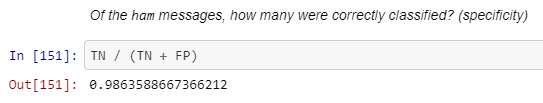 Of the ham messages, how many were correctly classified? (specificity)
In [151]: TN / (TN + FP)
Out[151]: 0.9863588667366212